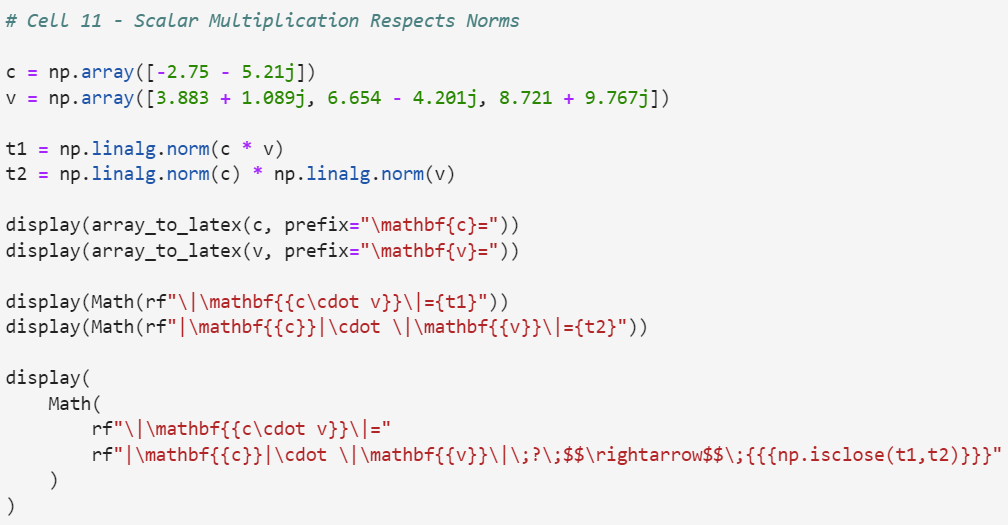 # Cell 11 - Scalar Multiplication Respects Norms
c = np.array([-2.75 - 5.21j])
v = np.array([3.883 + 1.089j, 6.654 - 4.201j, 8.721 + 9.767j])
t1 = np.linalg.norm(c * v)
t2 = np.linalg.norm(c) * np.linalg.norm(v)
display(array_to_latex(c, prefix="\mathbf{c}="))
display(array_to_latex(v, prefix="\mathbf{v}="))
display(Math(rf"\|\mathbf{{c\cdot v}}\|={t1}"))
display(Math(rf"|\mathbf{{c}}|\cdot \|\mathbf{{v}}\|={t2}"))
display(
    Math(
        rf"\|\mathbf{{c\cdot v}}\|="
        rf"|\mathbf{{c}}|\cdot \|\mathbf{{v}}\|\;?\;$$\rightarrow$$\;{{{np.isclose(t1,t2)}}}"
    )
)